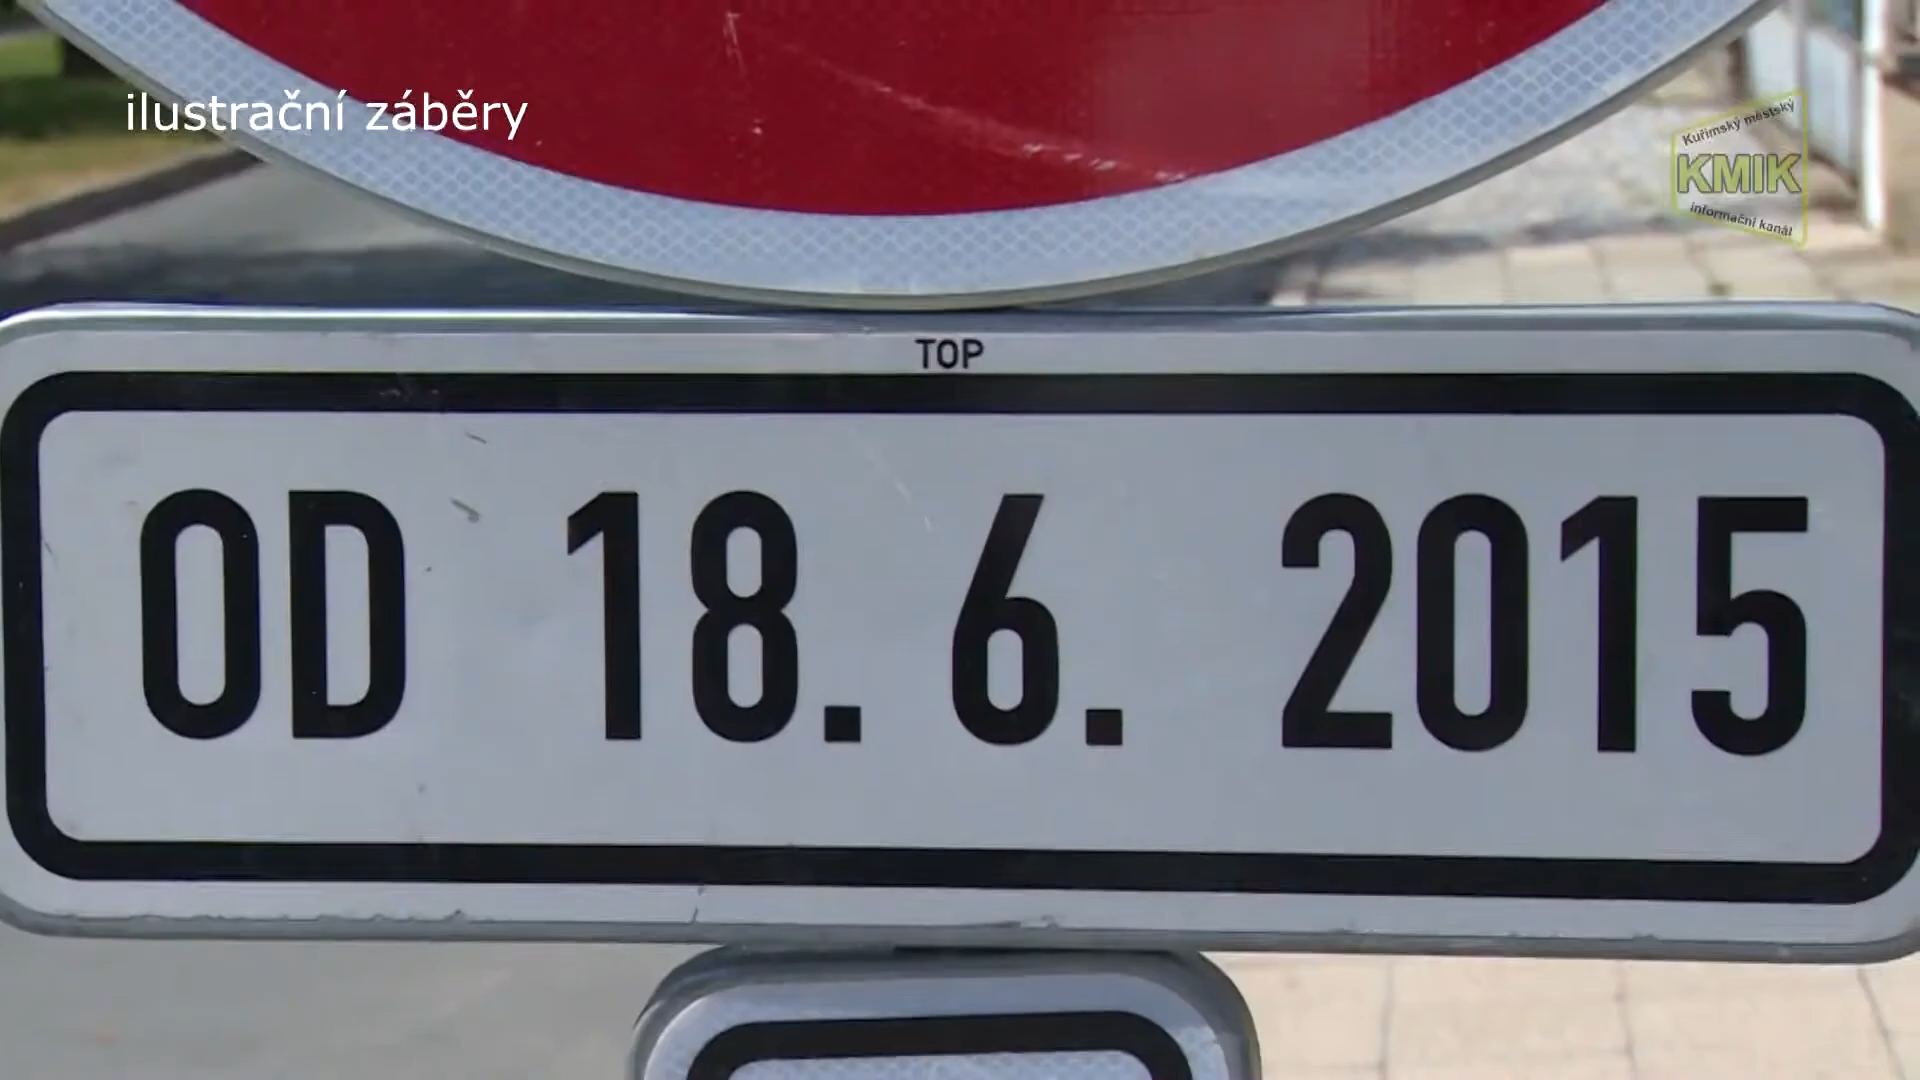 ilustrační záběry
Kuřimský městský
KMIK
informační kanál
TOP
OD 18. 6. 2015